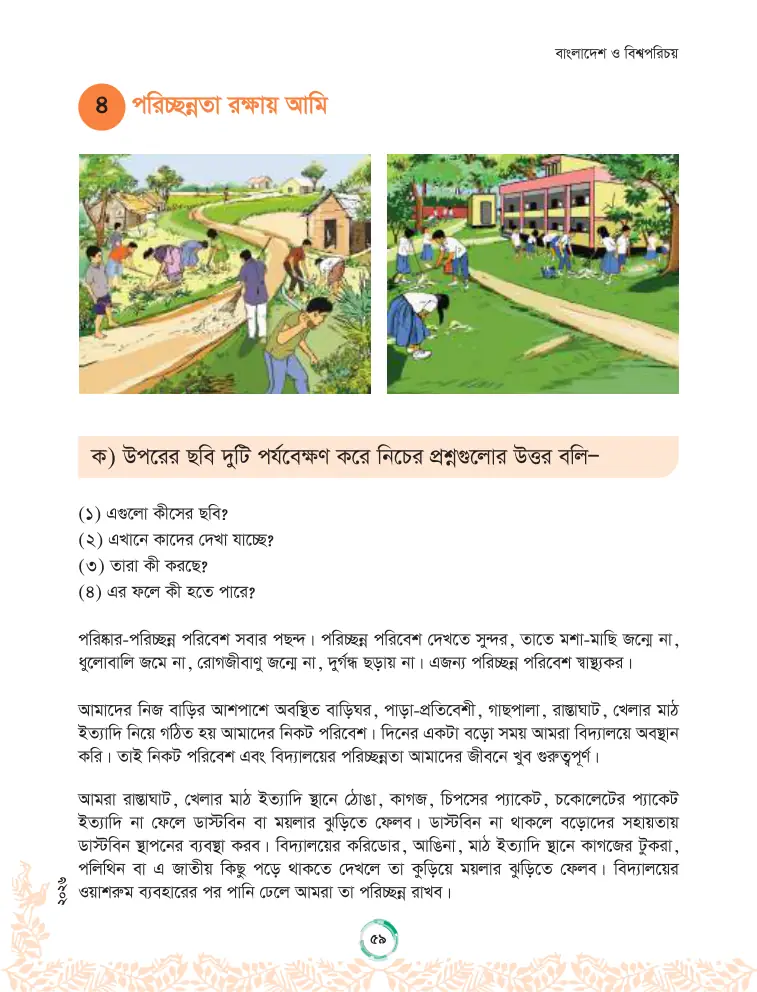 বাংলাদেশ ও বিশ্বপরিচয়
৪ পরিচ্ছন্নতা রক্ষায় আমি
ক) উপরের ছবি দুটি পর্যবেক্ষণ করে নিচের প্রশ্নগুলোর উত্তর বলি–
(১) এগুলো কীসের ছবি?
(২) এখানে কাদের দেখা যাচ্ছে?
(৩) তারা কী করছে?
(৪) এর ফলে কী হতে পারে?
পরিষ্কার-পরিচ্ছন্ন পরিবেশ সবার পছন্দ। পরিচ্ছন্ন পরিবেশ দেখতে সুন্দর, তাতে মশা-মাছি জন্মে না,
ধুলোবালি জমে না, রোগজীবাণু জন্মে না, দুর্গন্ধ ছড়ায় না। এজন্য পরিচ্ছন্ন পরিবেশ স্বাস্থ্যকর।
আমাদের নিজ বাড়ির আশপাশে অবস্থিত বাড়িঘর, পাড়া-প্রতিবেশী, গাছপালা, রাস্তাঘাট, খেলার মাঠ
ইত্যাদি নিয়ে গঠিত হয় আমাদের নিকট পরিবেশ। দিনের একটা বড়ো সময় আমরা বিদ্যালয়ে অবস্থান
করি। তাই নিকট পরিবেশ এবং বিদ্যালয়ের পরিচ্ছন্নতা আমাদের জীবনে খুব গুরুত্বপূর্ণ।
আমরা রাস্তাঘাট, খেলার মাঠ ইত্যাদি স্থানে ঠোঙা, কাগজ, চিপসের প্যাকেট, চকোলেটের প্যাকেট
ইত্যাদি না ফেলে ডাস্টবিন বা ময়লার ঝুড়িতে ফেলব। ডাস্টবিন না থাকলে বড়োদের সহায়তায়
ডাস্টবিন স্থাপনের ব্যবস্থা করব। বিদ্যালয়ের করিডোর, আঙিনা, মাঠ ইত্যাদি স্থানে কাগজের টুকরা,
পলিথিন বা এ জাতীয় কিছু পড়ে থাকতে দেখলে তা কুড়িয়ে ময়লার ঝুড়িতে ফেলব। বিদ্যালয়ের
ওয়াশরুম ব্যবহারের পর পানি ঢেলে আমরা তা পরিচ্ছন্ন রাখব।
২০২৬
৫৯